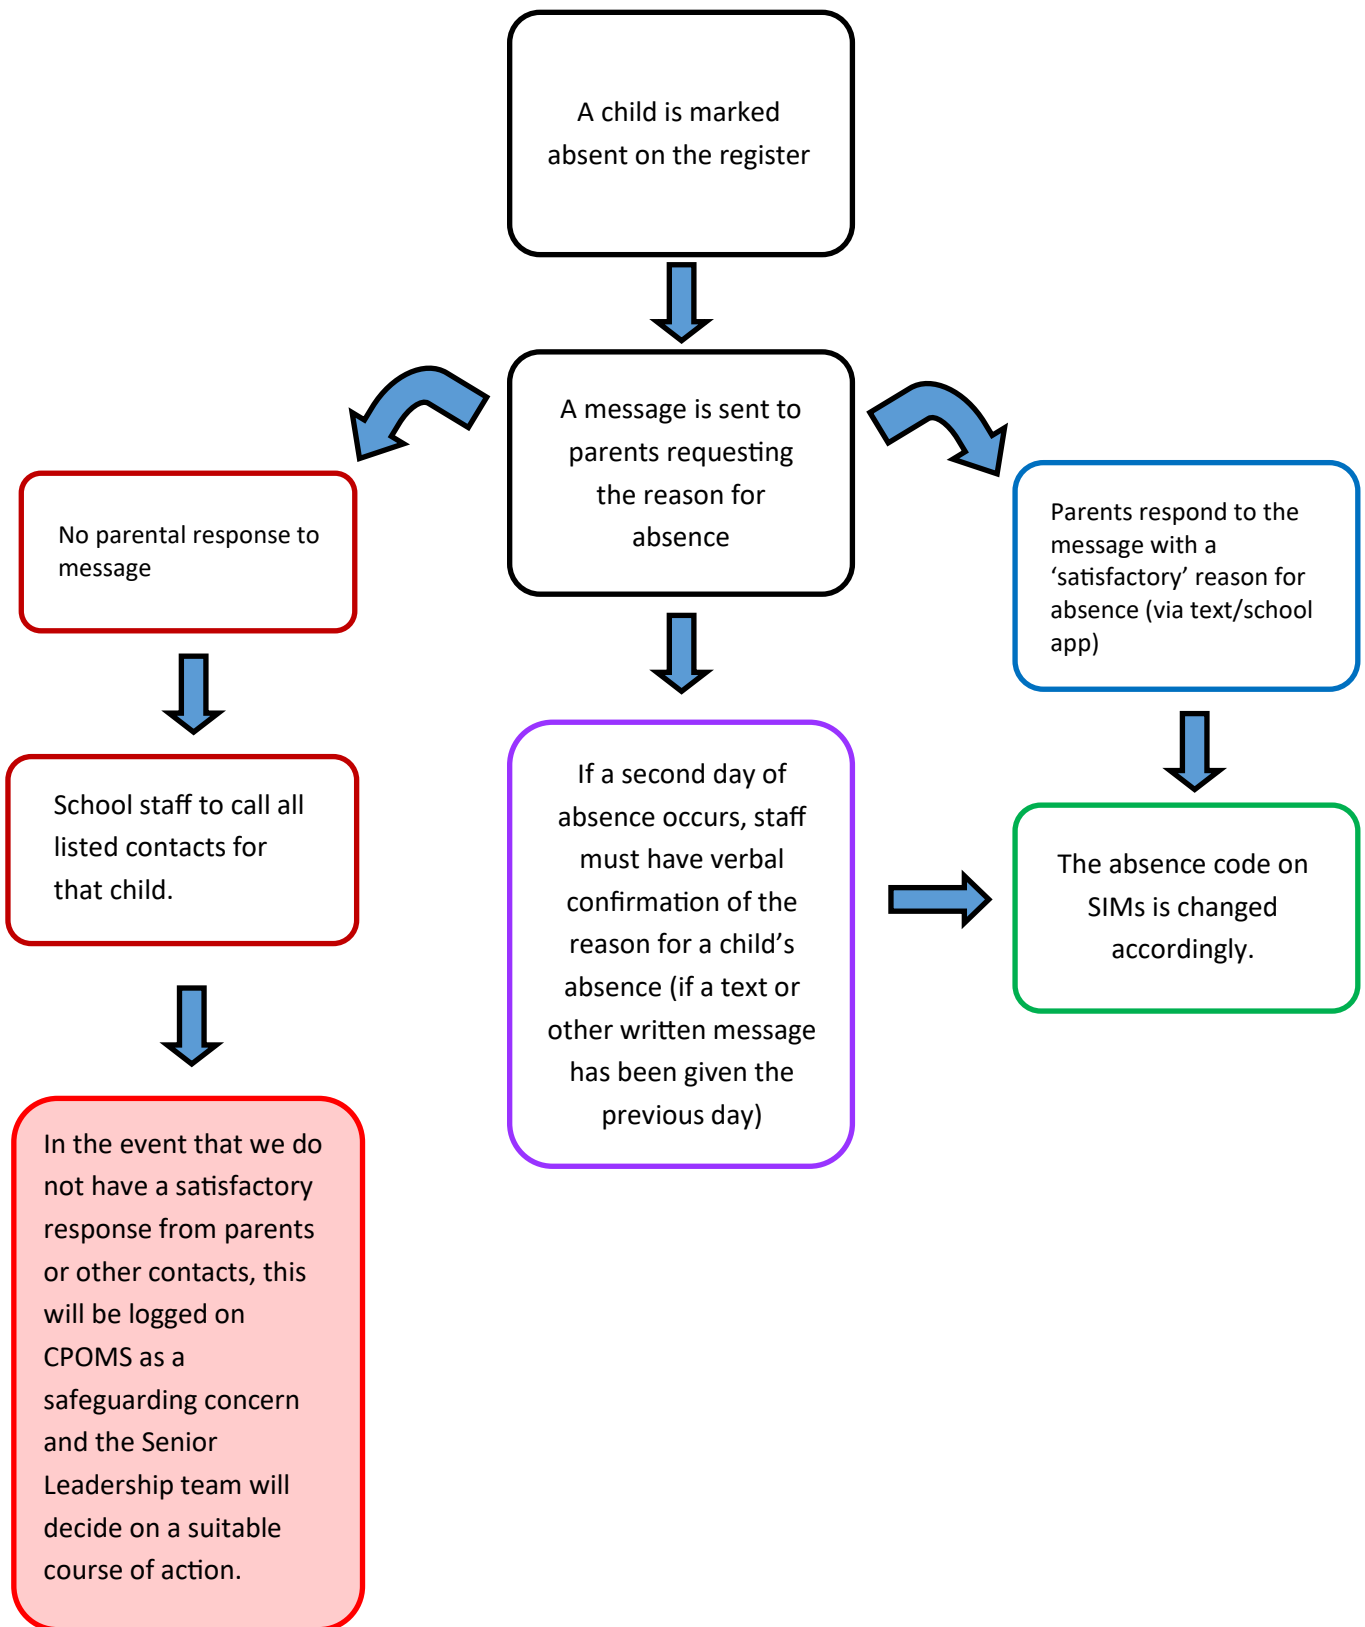 A child is marked
absent on the register
A message is sent to
parents requesting
the reason for
absence
No parental response to
message
Parents respond to the
message with a
‘satisfactory’ reason for
absence (via text/school
app)
School staff to call all
listed contacts for
that child.
If a second day of
absence occurs, staff
must have verbal
confirmation of the
reason for a child’s
absence (if a text or
other written message
has been given the
previous day)
The absence code on
SIMs is changed
accordingly.
In the event that we do
not have a satisfactory
response from parents
or other contacts, this
will be logged on
CPOMS as a
safeguarding concern
and the Senior
Leadership team will
decide on a suitable
course of action.